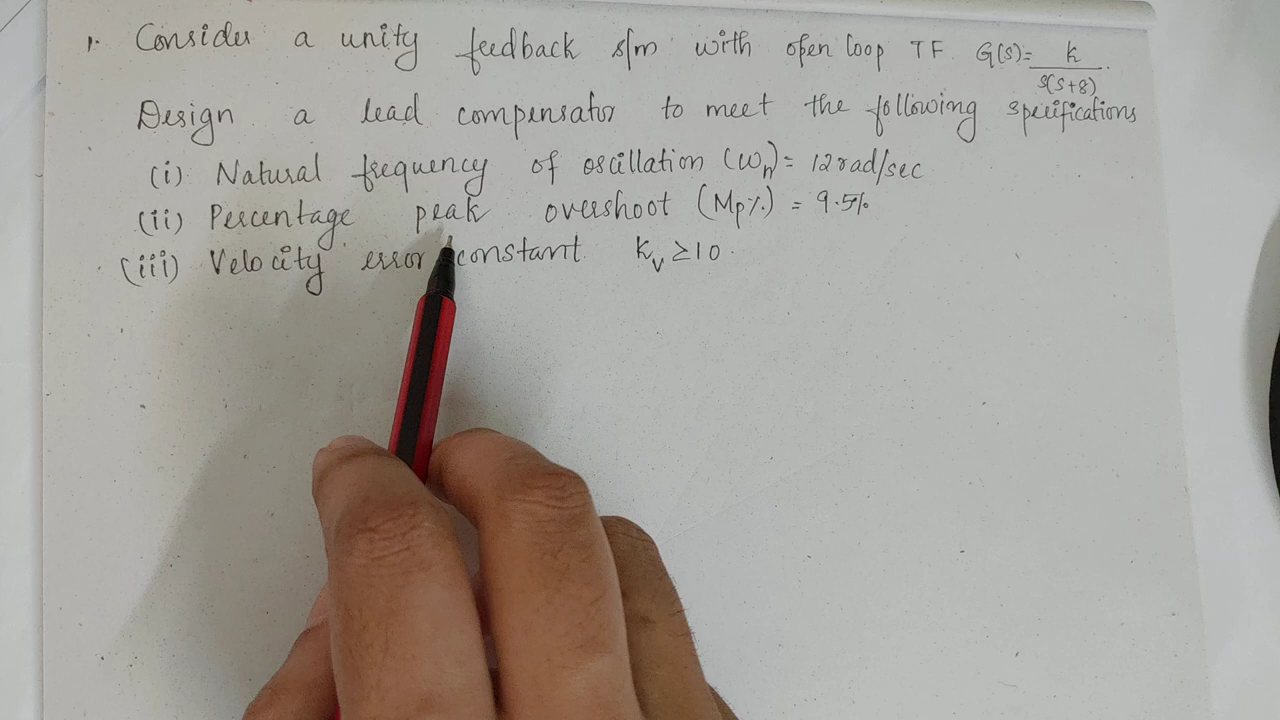 1. Consider a unity feedback s/m with open loop TF. G(s)= k/s(s+8).
Design a lead compensator to meet the following specifications
(i) Natural frequency of oscillation (ωn)= 12 rad/sec
(ii) Percentage peak overshoot (Mp%) = 9.5%
(iii) Velocity error constant. kv ≥10.